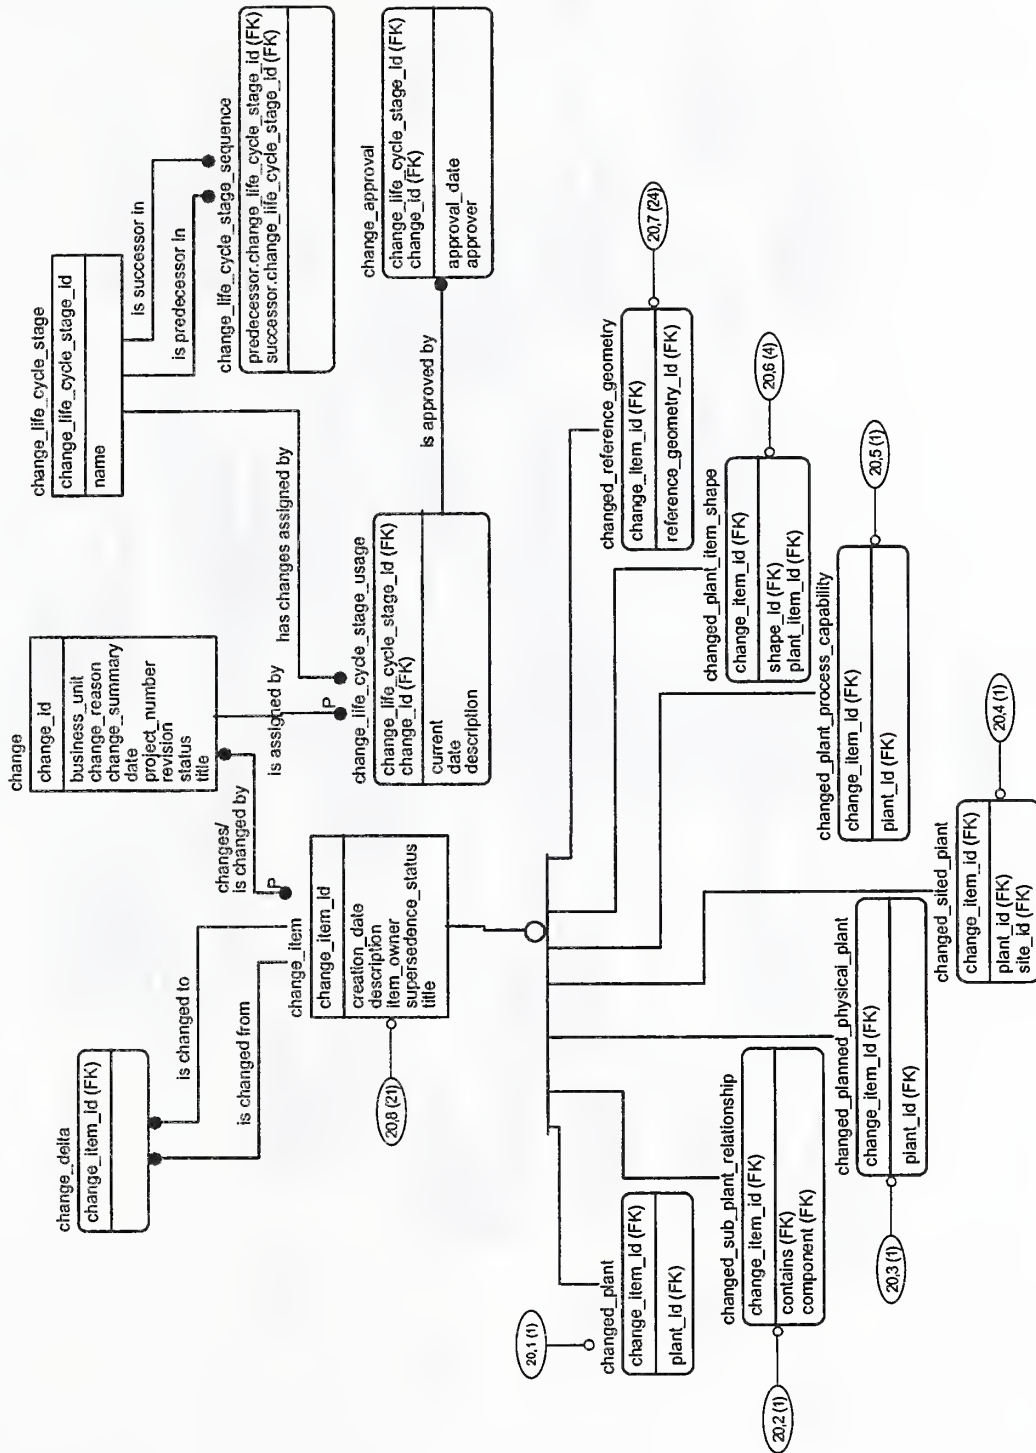 change_delta
change_item_id (FK)
is changed to
is changed from
change_item
change_item_id
creation_date
description
item_owner
supersedence_status
title
20,8 (21)
changes/
is changed by
P
change
change_id
business_unit
change_reason
change_summary
date
project_number
revision
status
title
is assigned by
P
has changes assigned by
change_life_cycle_stage
change_life_cycle_stage_id
name
is successor in
is predecessor in
change_life_cycle_stage_sequence
predecessor.change_life_cycle_stage_id (FK)
successor.change_life_cycle_stage_id (FK)
change_life_cycle_stage_usage
change_life_cycle_stage_id (FK)
change_id (FK)
current
date
description
is approved by
change_approval
change_life_cycle_stage_id (FK)
change_id (FK)
approval_date
approver
20,1 (1)
changed_plant
change_item_id (FK)
plant_id (FK)
changed_sub_plant_relationship
change_item_id (FK)
contains (FK)
component (FK)
20,2 (1)
changed_planned_physical_plant
change_item_id (FK)
plant_id (FK)
20,3 (1)
changed_sited_plant
change_item_id (FK)
plant_id (FK)
site_id (FK)
20,4 (1)
changed_plant_process_capability
change_item_id (FK)
plant_id (FK)
20,5 (1)
changed_plant_item_shape
change_item_id (FK)
shape_id (FK)
plant_item_id (FK)
20,6 (4)
changed_reference_geometry
change_item_id (FK)
reference_geometry_id (FK)
20,7 (24)